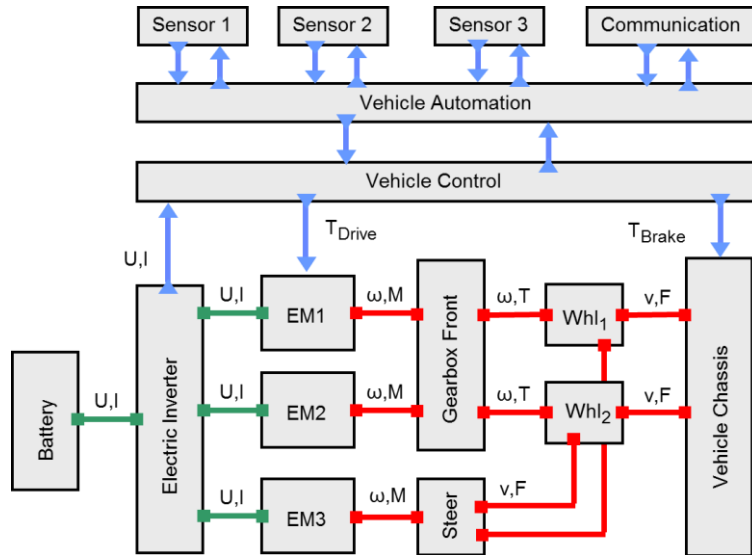 Sensor 1
Sensor 2
Sensor 3
Communication
Vehicle Automation
Vehicle Control
U,I
T_Drive
T_Brake
Battery
U,I
Electric Inverter
U,I
EM1
ω,M
Gearbox Front
ω,T
Whl₁
v,F
Vehicle Chassis
U,I
EM2
ω,M
ω,T
Whl₂
v,F
U,I
EM3
ω,M
Steer
v,F